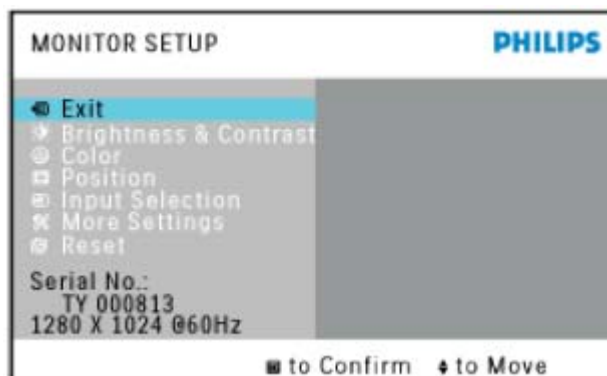 MONITOR SETUP
PHILIPS
Exit
Brightness & Contrast
Color
Position
Input Selection
More Settings
Reset
Serial No.:
TY 000813
1280 X 1024 @60Hz
to Confirm to Move